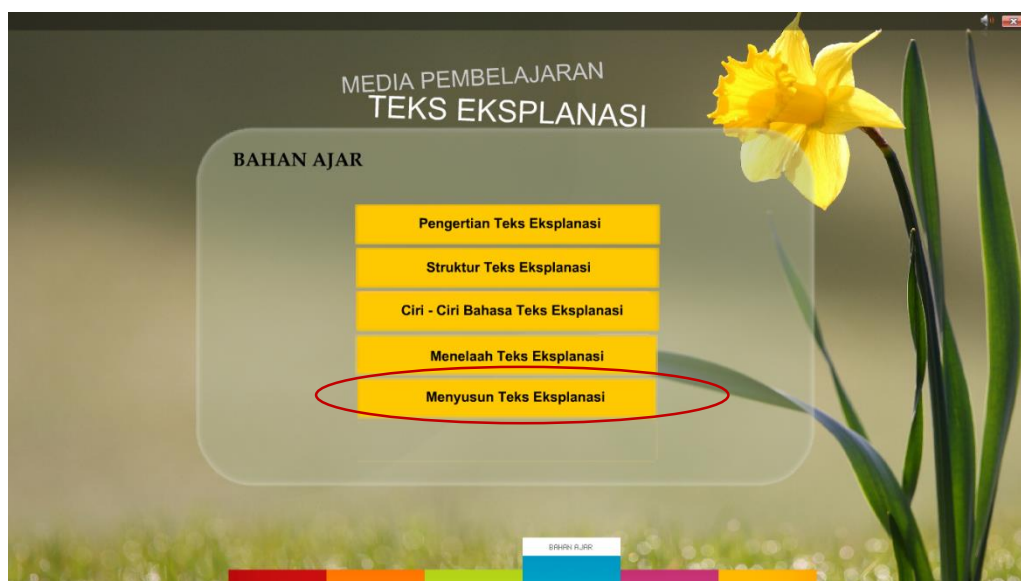 MEDIA PEMBELAJARAN
TEKS EKSPLANASI
BAHAN AJAR
Pengertian Teks Eksplanasi
Struktur Teks Eksplanasi
Ciri - Ciri Bahasa Teks Eksplanasi
Menelaah Teks Eksplanasi
Menyusun Teks Eksplanasi
BAHAN AJAR